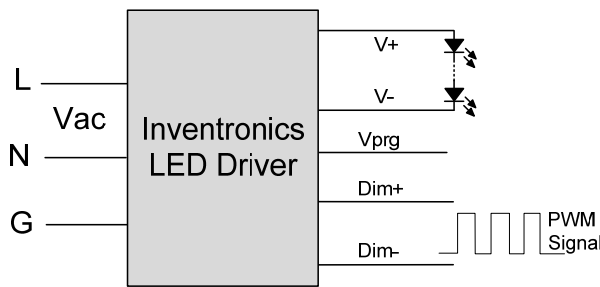 L
Vac
N
G
Inventronics
LED Driver
V+
V-
Vprg
Dim+
Dim-
PWM
Signal